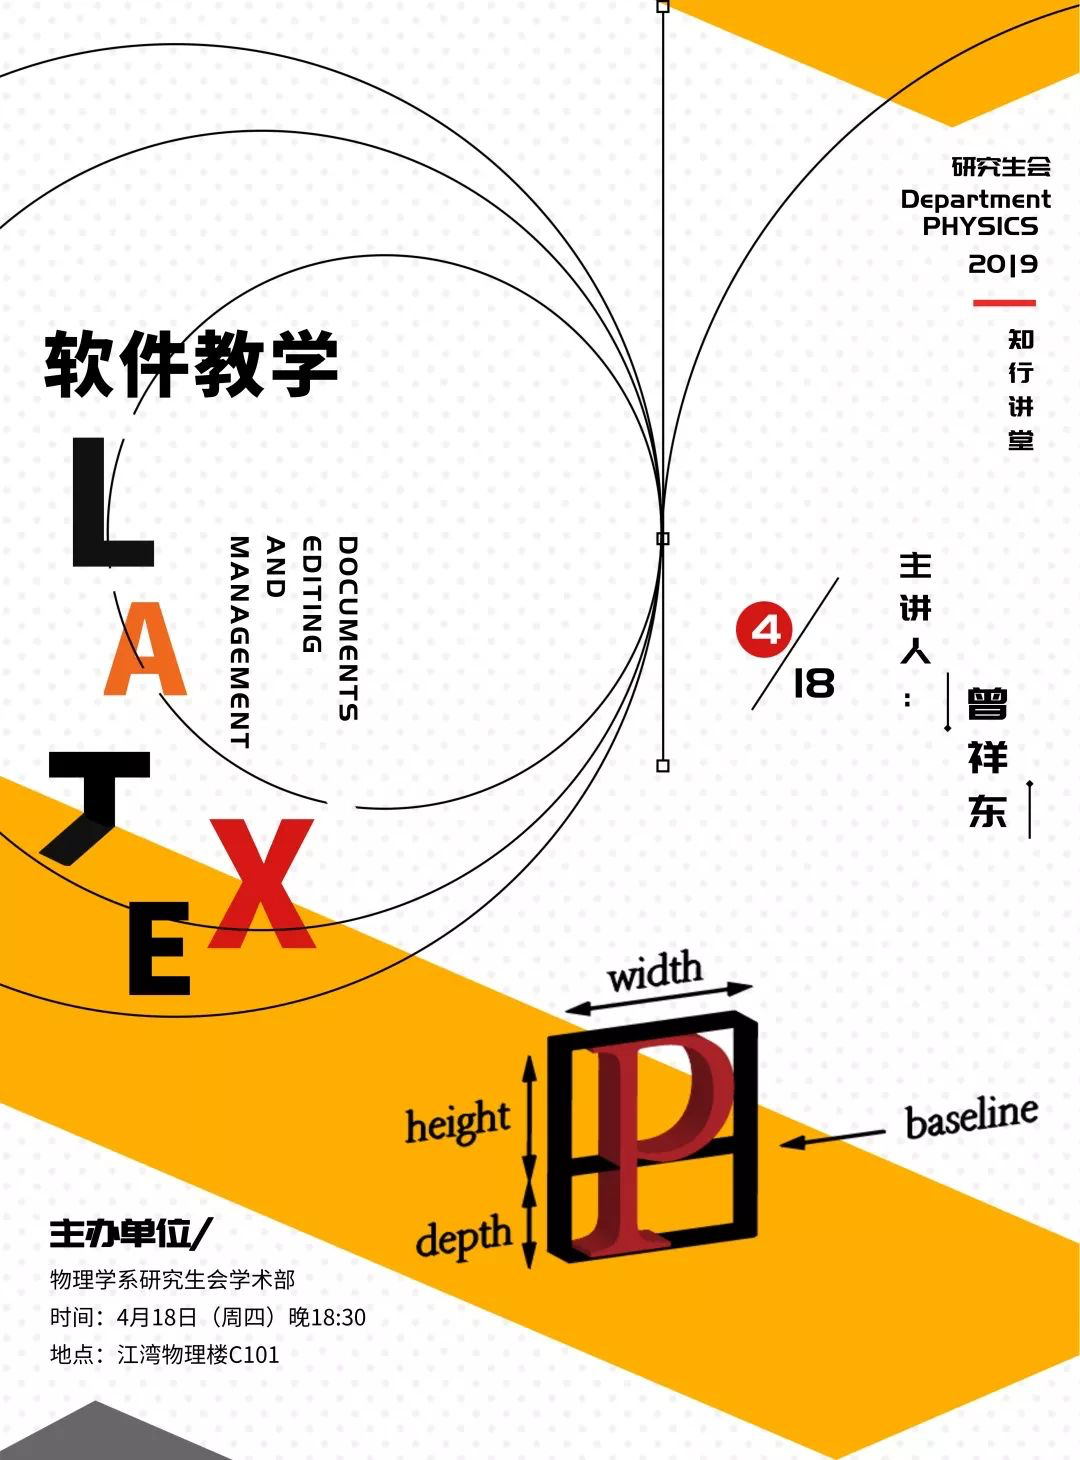 研究生会
Department
PHYSICS
2019
知行讲堂
软件教学
LATEX
DOCUMENTS
EDITING
AND
MANAGEMENT
4/18
主讲人：
曾祥东
width
height
depth
baseline
主办单位/
物理学系研究生会学术部
时间：4月18日（周四）晚18:30
地点：江湾物理楼C101
P